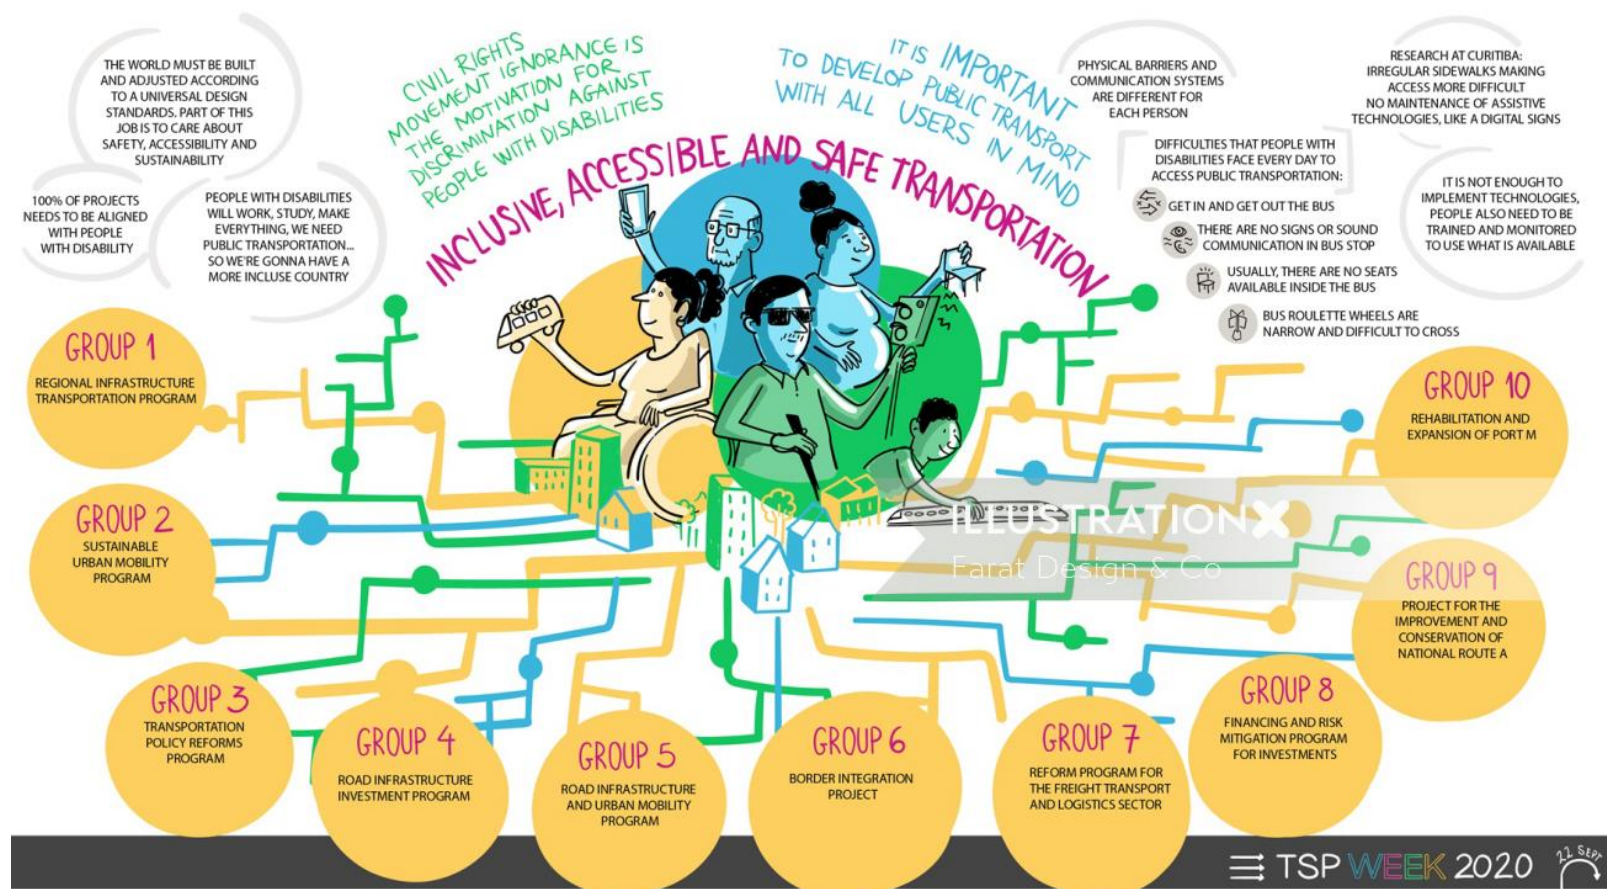 THE WORLD MUST BE BUILT
AND ADJUSTED ACCORDING
TO A UNIVERSAL DESIGN
STANDARDS. PART OF THIS
JOB IS TO CARE ABOUT
SAFETY, ACCESSIBILITY AND
SUSTAINABILITY
100% OF PROJECTS
NEEDS TO BE ALIGNED
WITH PEOPLE
WITH DISABILITY
PEOPLE WITH DISABILITIES
WILL WORK, STUDY, MAKE
EVERYTHING, WE NEED
PUBLIC TRANSPORTATION...
SO WE'RE GONNA HAVE A
MORE INCLUSE COUNTRY
CIVIL RIGHTS
MOVEMENT IGNORANCE IS
THE MOTIVATION FOR
DISCRIMINATION AGAINST
PEOPLE WITH DISABILITIES
IT IS IMPORTANT
TO DEVELOP PUBLIC TRANSPORT
WITH ALL USERS IN MIND
INCLUSIVE, ACCESSIBLE AND SAFE TRANSPORTATION
PHYSICAL BARRIERS AND
COMMUNICATION SYSTEMS
ARE DIFFERENT FOR
EACH PERSON
RESEARCH AT CURITIBA:
IRREGULAR SIDEWALKS MAKING
ACCESS MORE DIFFICULT
NO MAINTENANCE OF ASSISTIVE
TECHNOLOGIES, LIKE A DIGITAL SIGNS
DIFFICULTIES THAT PEOPLE WITH
DISABILITIES FACE EVERY DAY TO
ACCESS PUBLIC TRANSPORTATION:
GET IN AND GET OUT THE BUS
THERE ARE NO SIGNS OR SOUND
COMMUNICATION IN BUS STOP
USUALLY, THERE ARE NO SEATS
AVAILABLE INSIDE THE BUS
BUS ROULETTE WHEELS ARE
NARROW AND DIFFICULT TO CROSS
IT IS NOT ENOUGH TO
IMPLEMENT TECHNOLOGIES,
PEOPLE ALSO NEED TO BE
TRAINED AND MONITORED
TO USE WHAT IS AVAILABLE
GROUP 1
REGIONAL INFRASTRUCTURE
TRANSPORTATION PROGRAM
GROUP 2
SUSTAINABLE
URBAN MOBILITY
PROGRAM
GROUP 3
TRANSPORTATION
POLICY REFORMS
PROGRAM
GROUP 4
ROAD INFRASTRUCTURE
INVESTMENT PROGRAM
GROUP 5
ROAD INFRASTRUCTURE
AND URBAN MOBILITY
PROGRAM
GROUP 6
BORDER INTEGRATION
PROJECT
GROUP 7
REFORM PROGRAM FOR
THE FREIGHT TRANSPORT
AND LOGISTICS SECTOR
GROUP 8
FINANCING AND RISK
MITIGATION PROGRAM
FOR INVESTMENTS
GROUP 9
PROJECT FOR THE
IMPROVEMENT AND
CONSERVATION OF
NATIONAL ROUTE A
GROUP 10
REHABILITATION AND
EXPANSION OF PORT M
ILLUSTRATIONX
Farat Design & Co
TSP WEEK 2020
22 SEPT